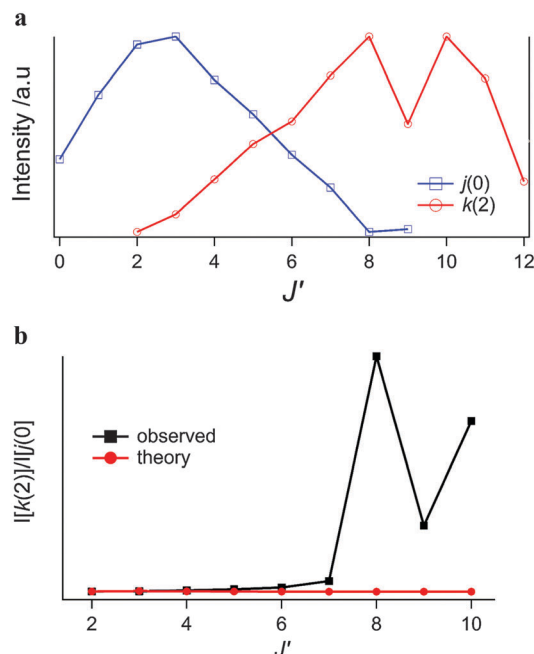 a
Intensity /a.u
j(0)
k(2)
0 2 4 6 8 10 12
J'
b
I[k(2)]/I[j(0)
observed
theory
2 4 6 8 10
J'